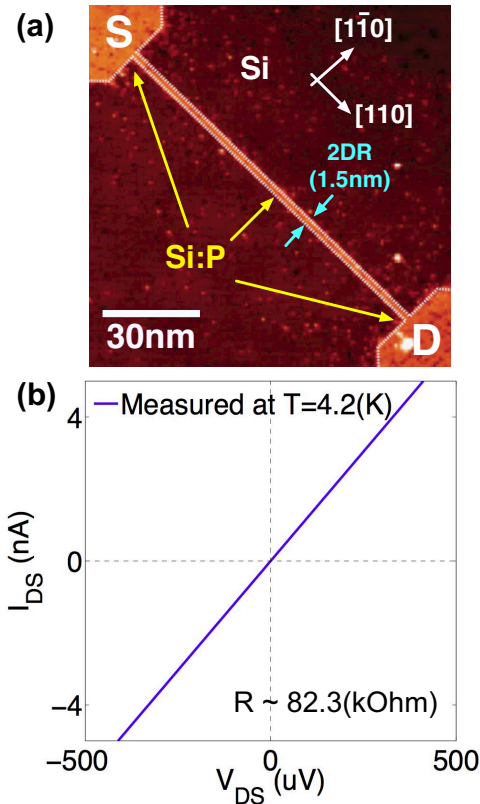 (a)
S
Si
[11̅0]
[110]
2DR
(1.5nm)
Si:P
30nm
D
(b)
Measured at T=4.2(K)
4
0
−4
I_DS (nA)
R ~ 82.3(kOhm)
−500
0
500
V_DS (uV)